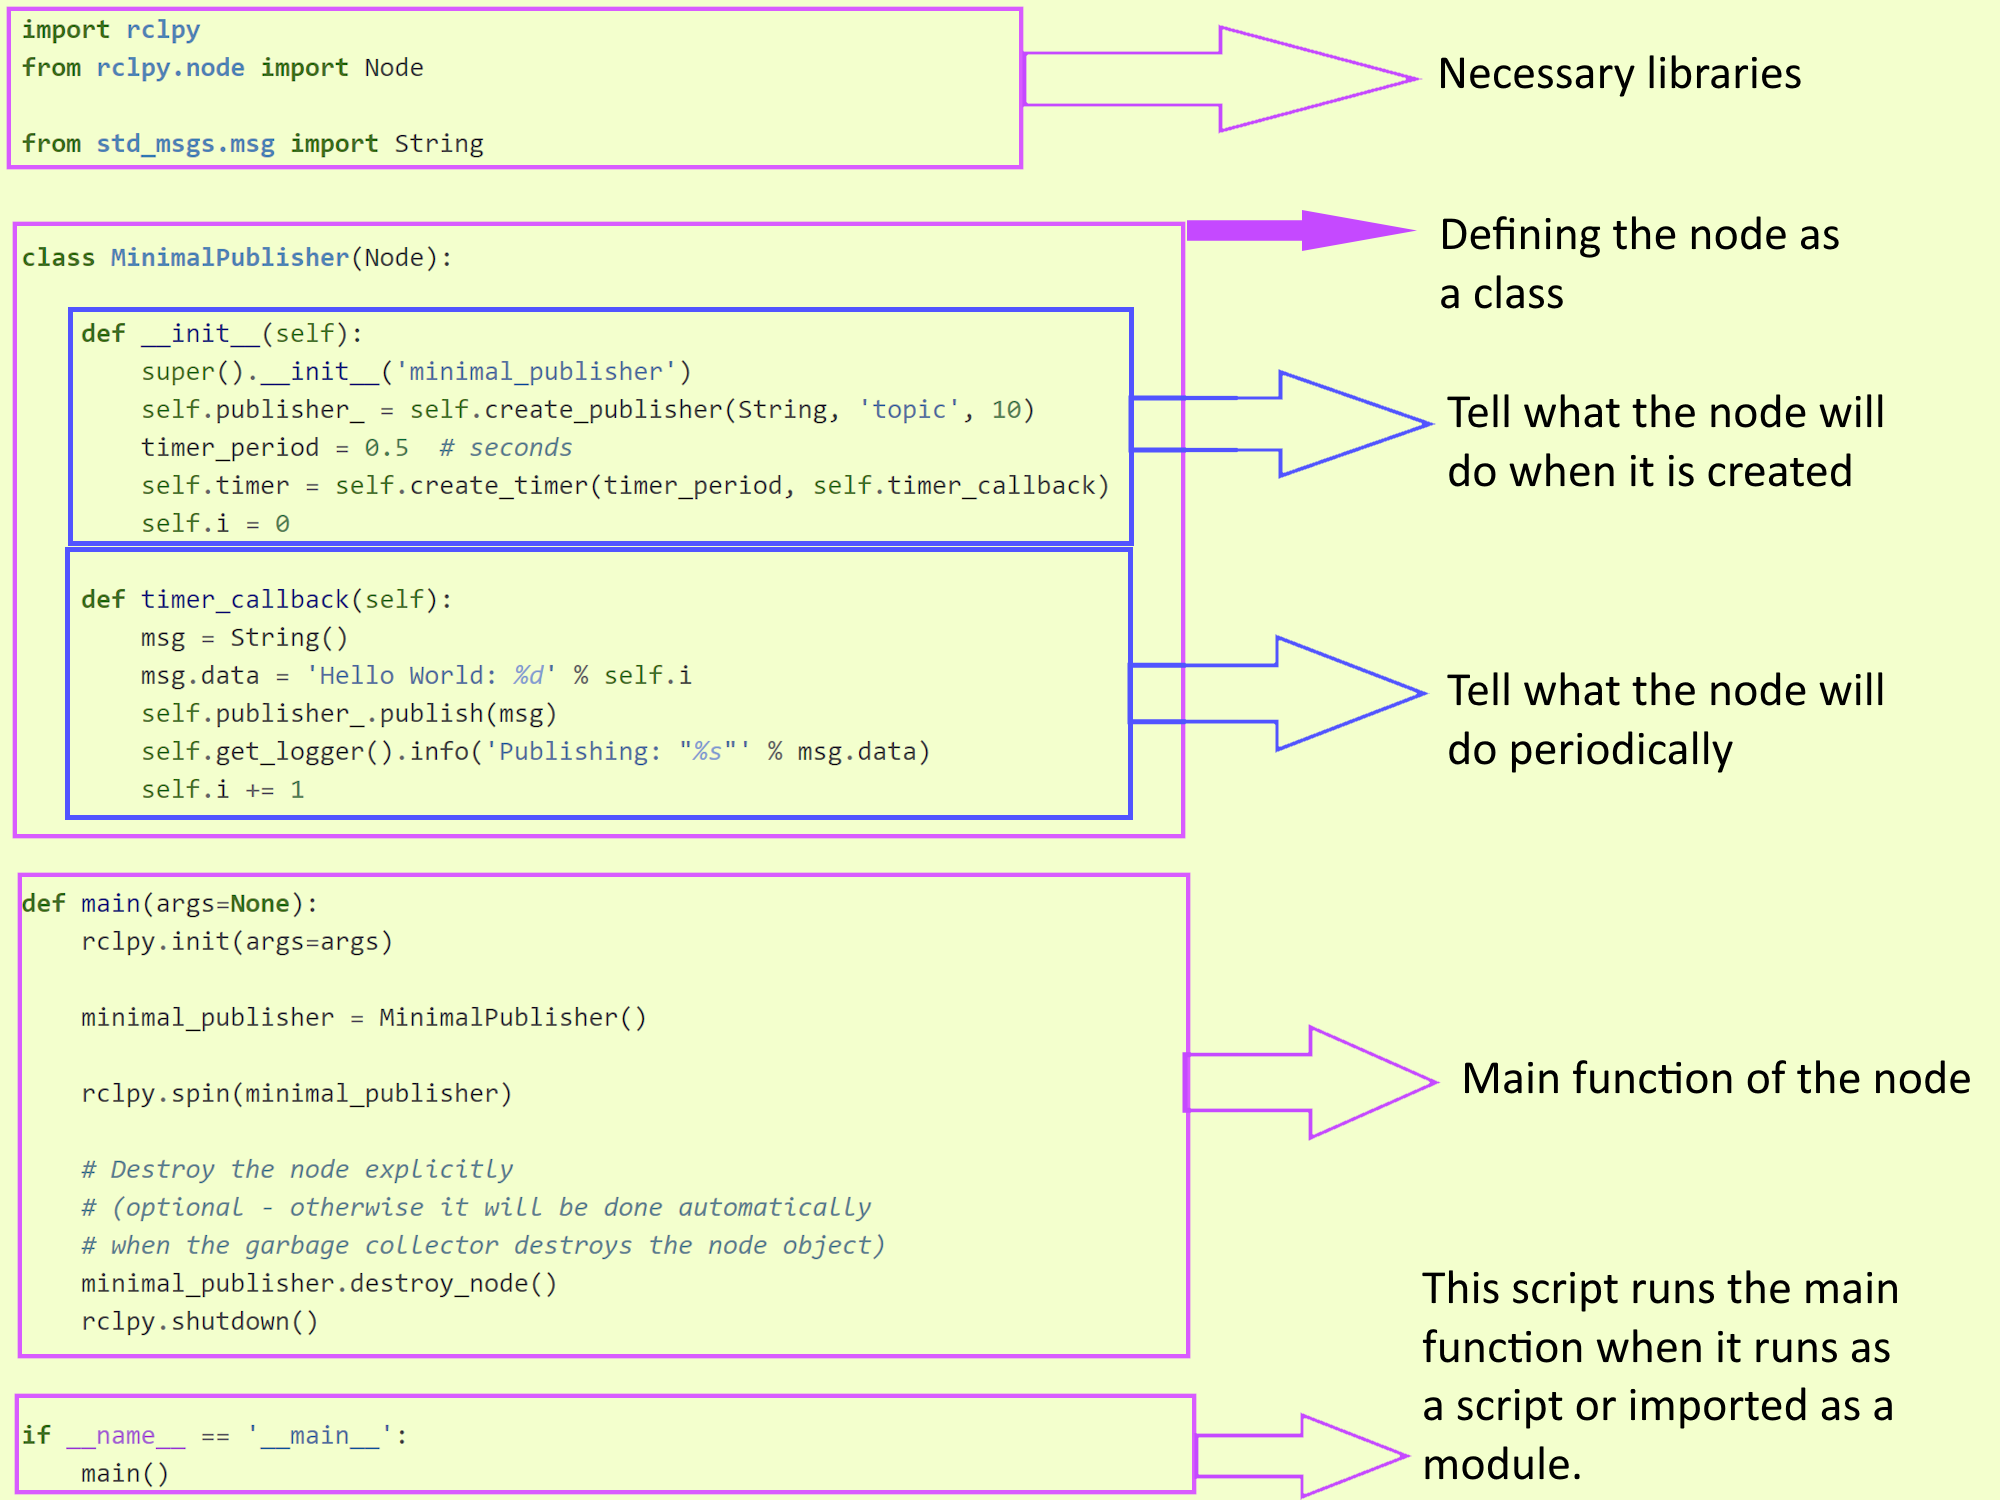 import rclpy
from rclpy.node import Node
from std_msgs.msg import String
Necessary libraries
class MinimalPublisher(Node):
Defining the node as
a class
def __init__(self):
super().__init__('minimal_publisher')
self.publisher_ = self.create_publisher(String, 'topic', 10)
timer_period = 0.5  # seconds
self.timer = self.create_timer(timer_period, self.timer_callback)
self.i = 0
Tell what the node will
do when it is created
def timer_callback(self):
msg = String()
msg.data = 'Hello World: %d' % self.i
self.publisher_.publish(msg)
self.get_logger().info('Publishing: "%s"' % msg.data)
self.i += 1
Tell what the node will
do periodically
def main(args=None):
rclpy.init(args=args)
minimal_publisher = MinimalPublisher()
rclpy.spin(minimal_publisher)
# Destroy the node explicitly
# (optional - otherwise it will be done automatically
# when the garbage collector destroys the node object)
minimal_publisher.destroy_node()
rclpy.shutdown()
Main function of the node
if __name__ == '__main__':
main()
This script runs the main
function when it runs as
a script or imported as a
module.